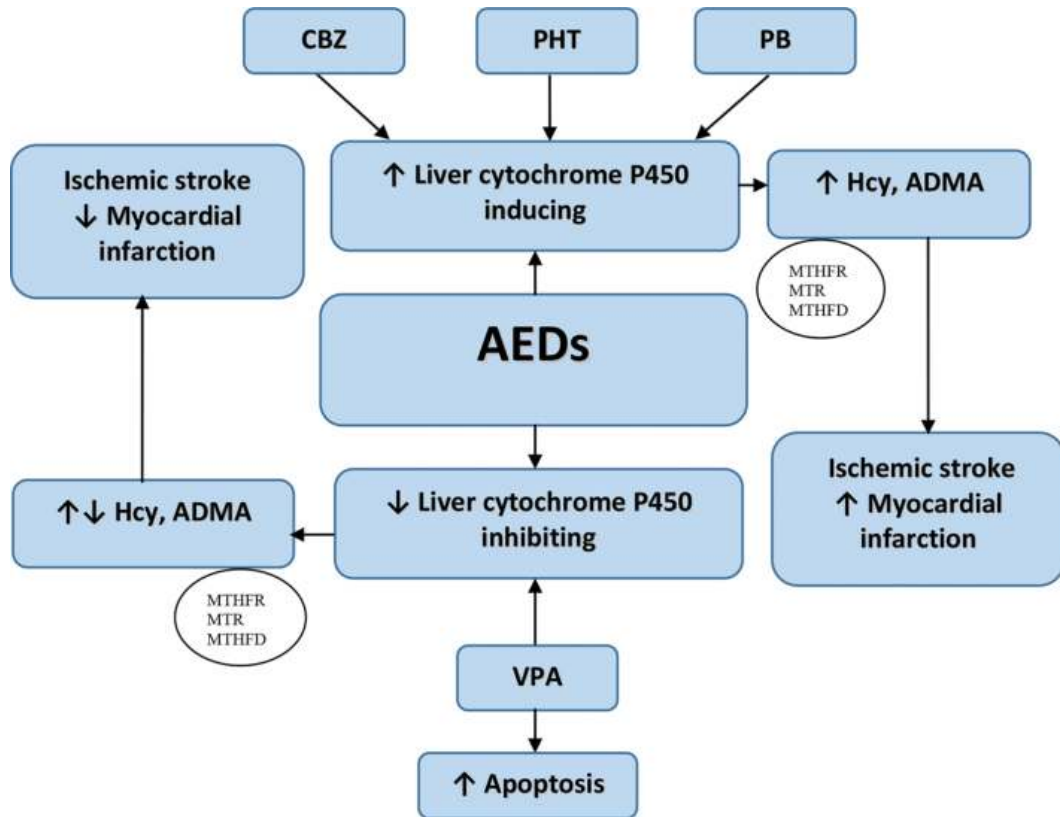 CBZ
PHT
PB
↑ Liver cytochrome P450
inducing
↑ Hcy, ADMA
MTHFR
MTR
MTHFD
Ischemic stroke
↓ Myocardial
infarction
AEDs
Ischemic stroke
↑ Myocardial
infarction
↓ Liver cytochrome P450
inhibiting
↑↓ Hcy, ADMA
MTHFR
MTR
MTHFD
VPA
↑ Apoptosis